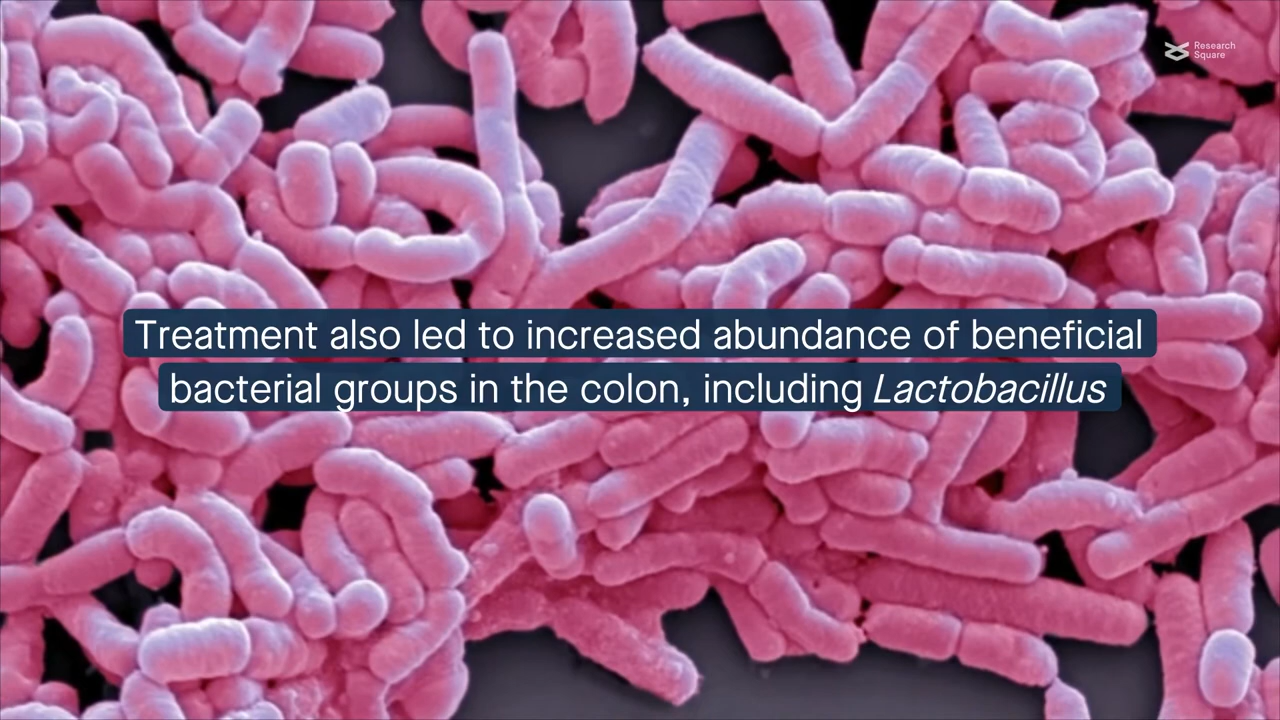 Research
Square
Treatment also led to increased abundance of beneficial
bacterial groups in the colon, including Lactobacillus